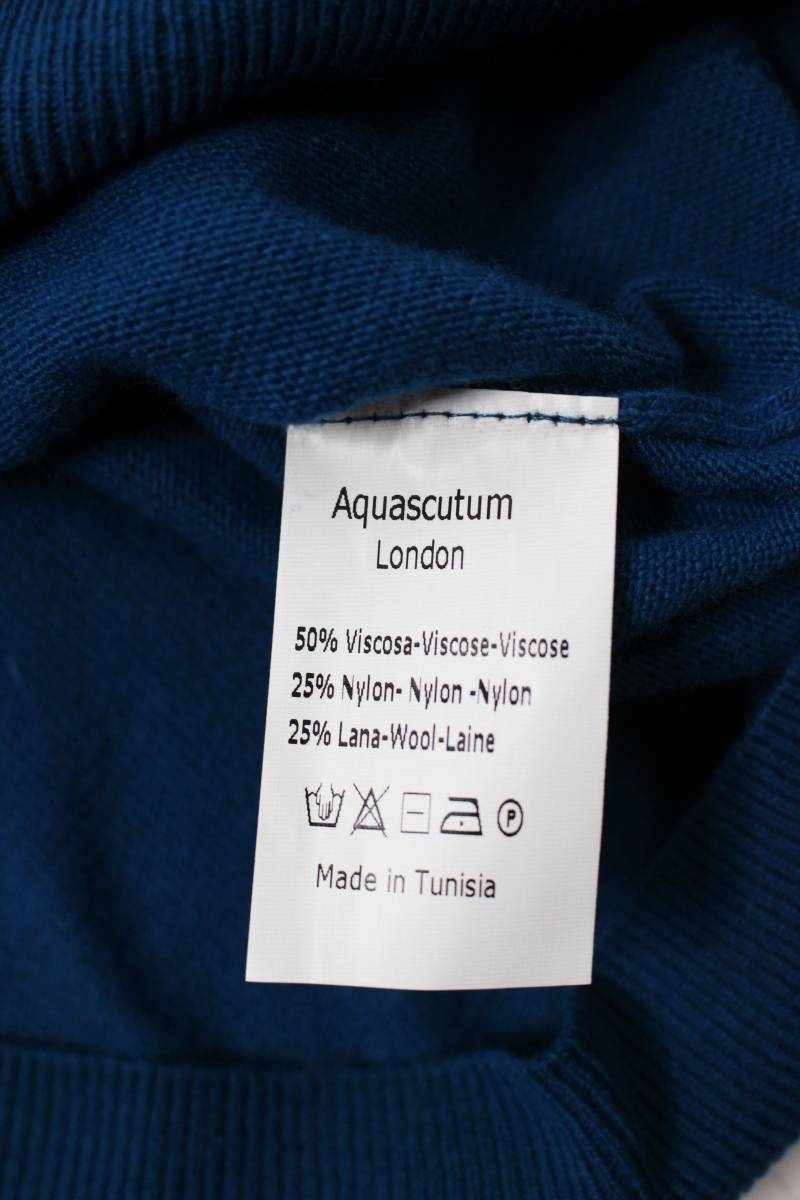 Aquascutum
London
50% Viscosa-Viscose-Viscose
25% Nylon- Nylon -Nylon
25% Lana-Wool-Laine
P
Made in Tunisia